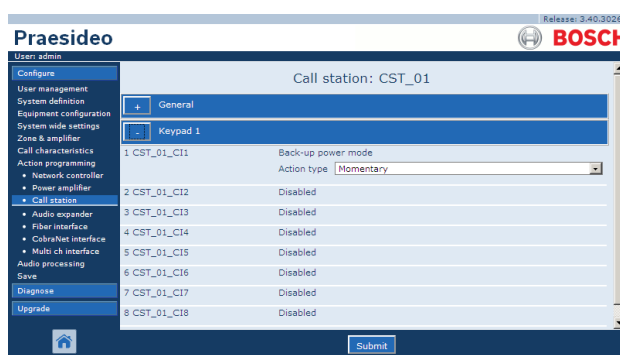 Release: 3.40.3026
Praesideo
BOSCH
User: admin
Configure
User management
System definition
Equipment configuration
System wide settings
Zone & amplifier
Call characteristics
Action programming
• Network controller
• Power amplifier
• Call station
• Audio expander
• Fiber interface
• CobraNet interface
• Multi ch interface
Audio processing
Save
Diagnose
Upgrade
Call station: CST_01
+ General
- Keypad 1
1 CST_01_CI1 Back-up power mode
Action type Momentary
2 CST_01_CI2 Disabled
3 CST_01_CI3 Disabled
4 CST_01_CI4 Disabled
5 CST_01_CI5 Disabled
6 CST_01_CI6 Disabled
7 CST_01_CI7 Disabled
8 CST_01_CI8 Disabled
Submit